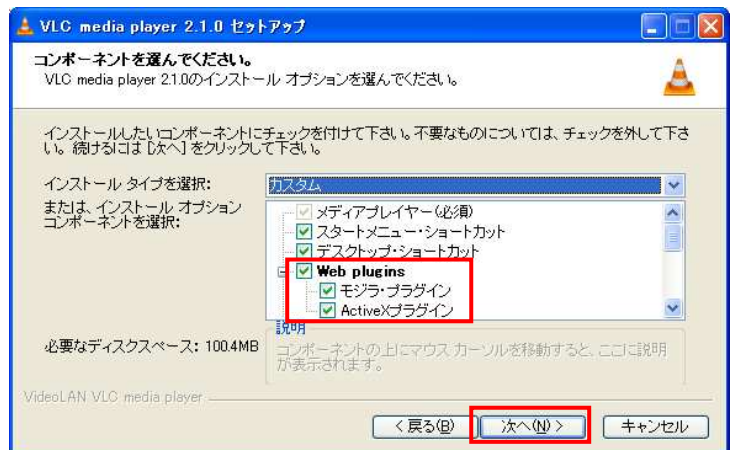 VLC media player 2.1.0 セットアップ
コンポーネントを選んでください。
VLC media player 2.1.0のインストール オプションを選んでください。
インストールしたいコンポーネントにチェックを付けて下さい。不要なものについては、チェックを外して下さ
い。 続けるには [次へ] をクリックして下さい。
インストール タイプを選択:
カスタム
または、インストール オプション
コンポーネントを選択:
メディアプレイヤー(必須)
スタートメニュー・ショートカット
デスクトップ・ショートカット
Web plugins
モジラ・プラグイン
ActiveXプラグイン
必要なディスクスペース: 100.4MB
説明
コンポーネントの上にマウス カーソルを移動すると、ここに説明
が表示されます。
VideoLAN VLC media player
< 戻る(B)
次へ(N) >
キャンセル